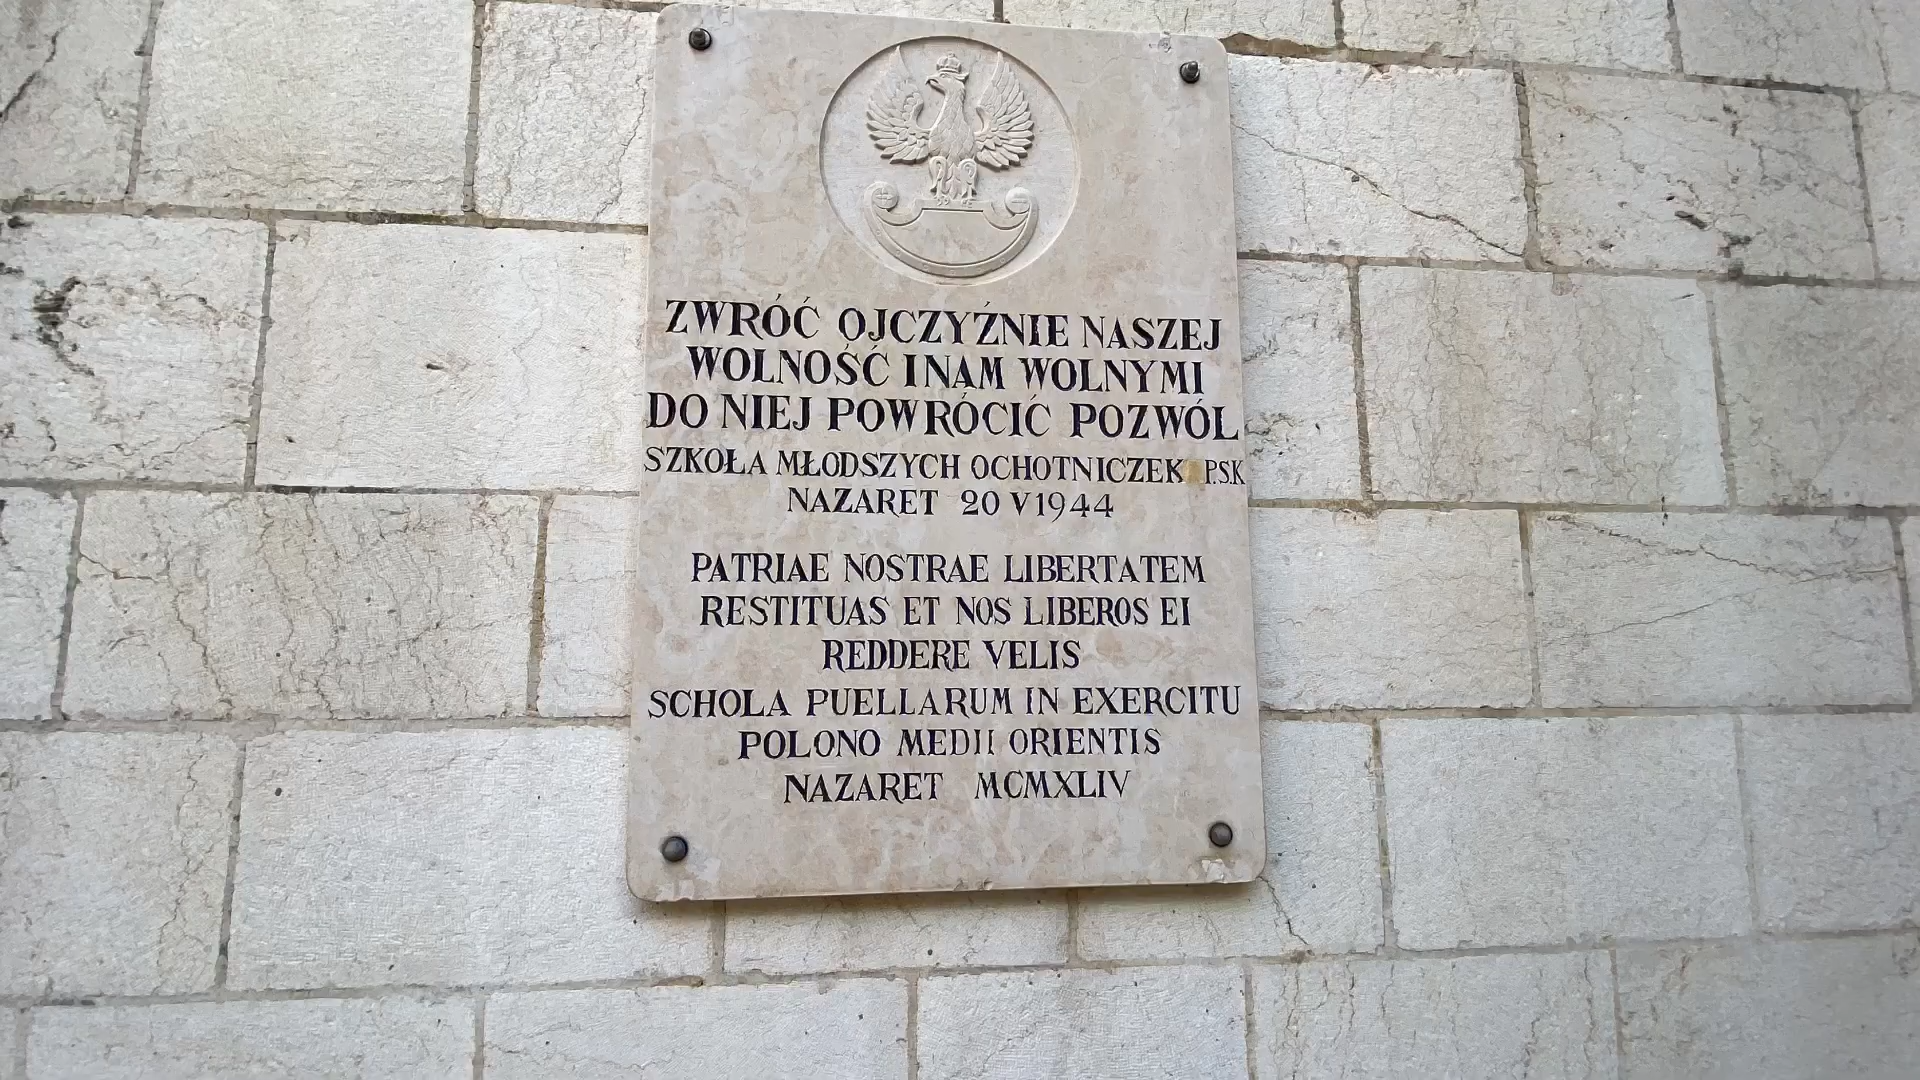 ZWRÓĆ OJCZYŹNIE NASZEJ
WOLNOŚĆ I NAM WOLNYMI
DO NIEJ POWRÓCIĆ POZWÓL
SZKOŁA MŁODSZYCH OCHOTNICZEK P.S.K
NAZARET 20 V 1944
PATRIAE NOSTRAE LIBERTATEM
RESTITUAS ET NOS LIBEROS EI
REDDERE VELIS
SCHOLA PUELLARUM IN EXERCITU
POLONO MEDII ORIENTIS
NAZARET MCMXLIV